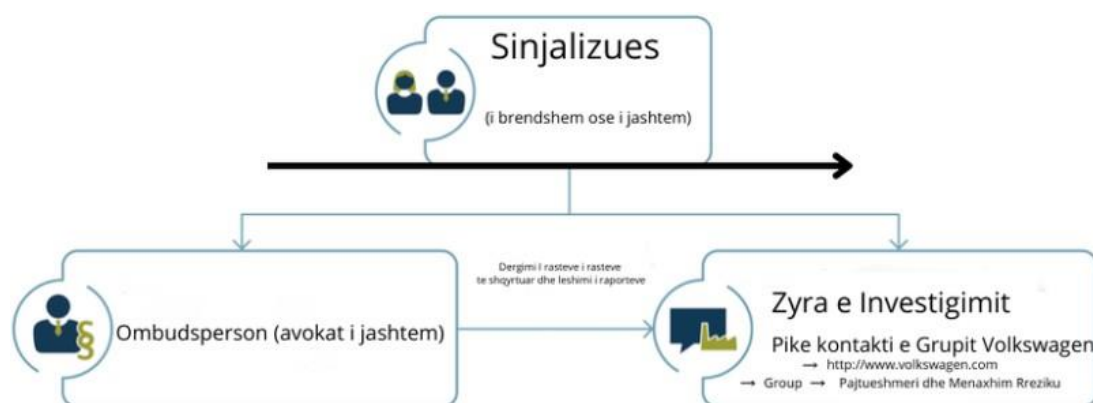 Sinjalizues
(i brendshem ose i jashtem)
Dergimi I rasteve i rasteve
te shqyrtuar dhe leshimi i raporteve
Ombudsperson (avokat i jashtem)
§
Zyra e Investigimit
Pike kontakti e Grupit Volkswagen
→ http://www.volkswagen.com
→ Group → Pajtueshmeri dhe Menaxhim Rreziku